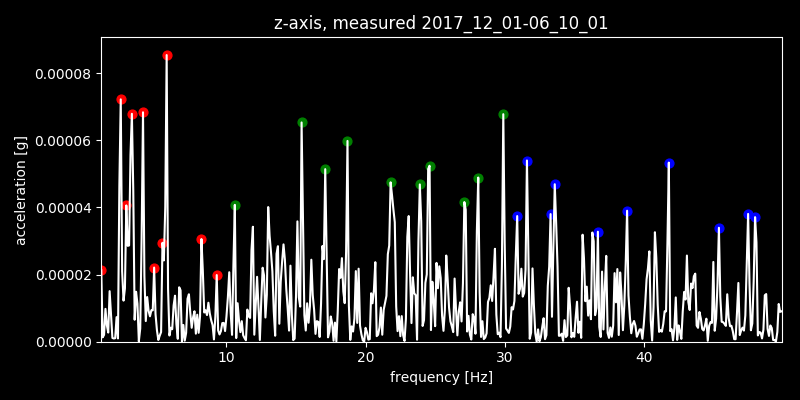 z-axis, measured 2017_12_01-06_10_01
0.00008
0.00006
0.00004
0.00002
0.00000
acceleration [g]
10 20 30 40
frequency [Hz]